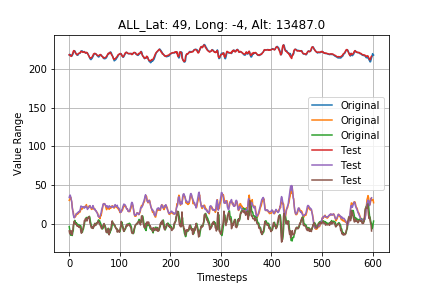 ALL_Lat: 49, Long: -4, Alt: 13487.0
Value Range
200
150
100
50
0
Original
Original
Original
Test
Test
Test
0 100 200 300 400 500 600
Timesteps